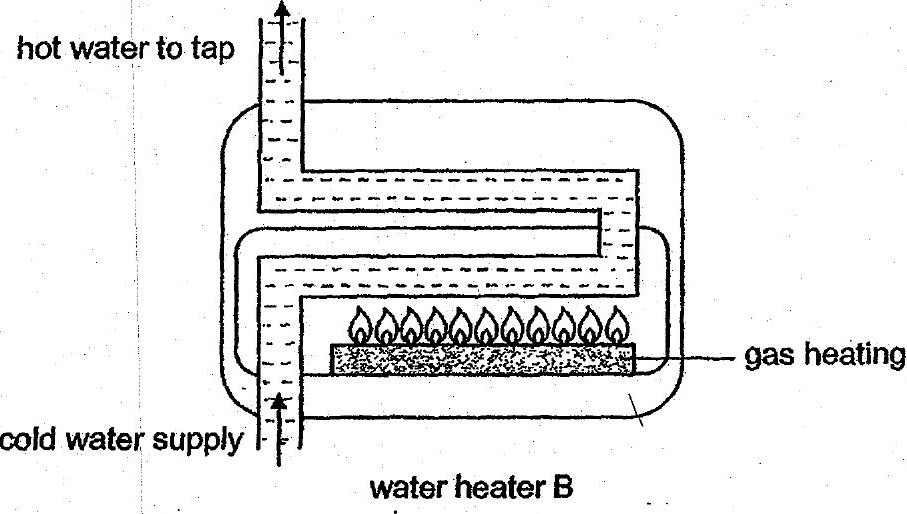 hot water to tap
gas heating
cold water supply
water heater B